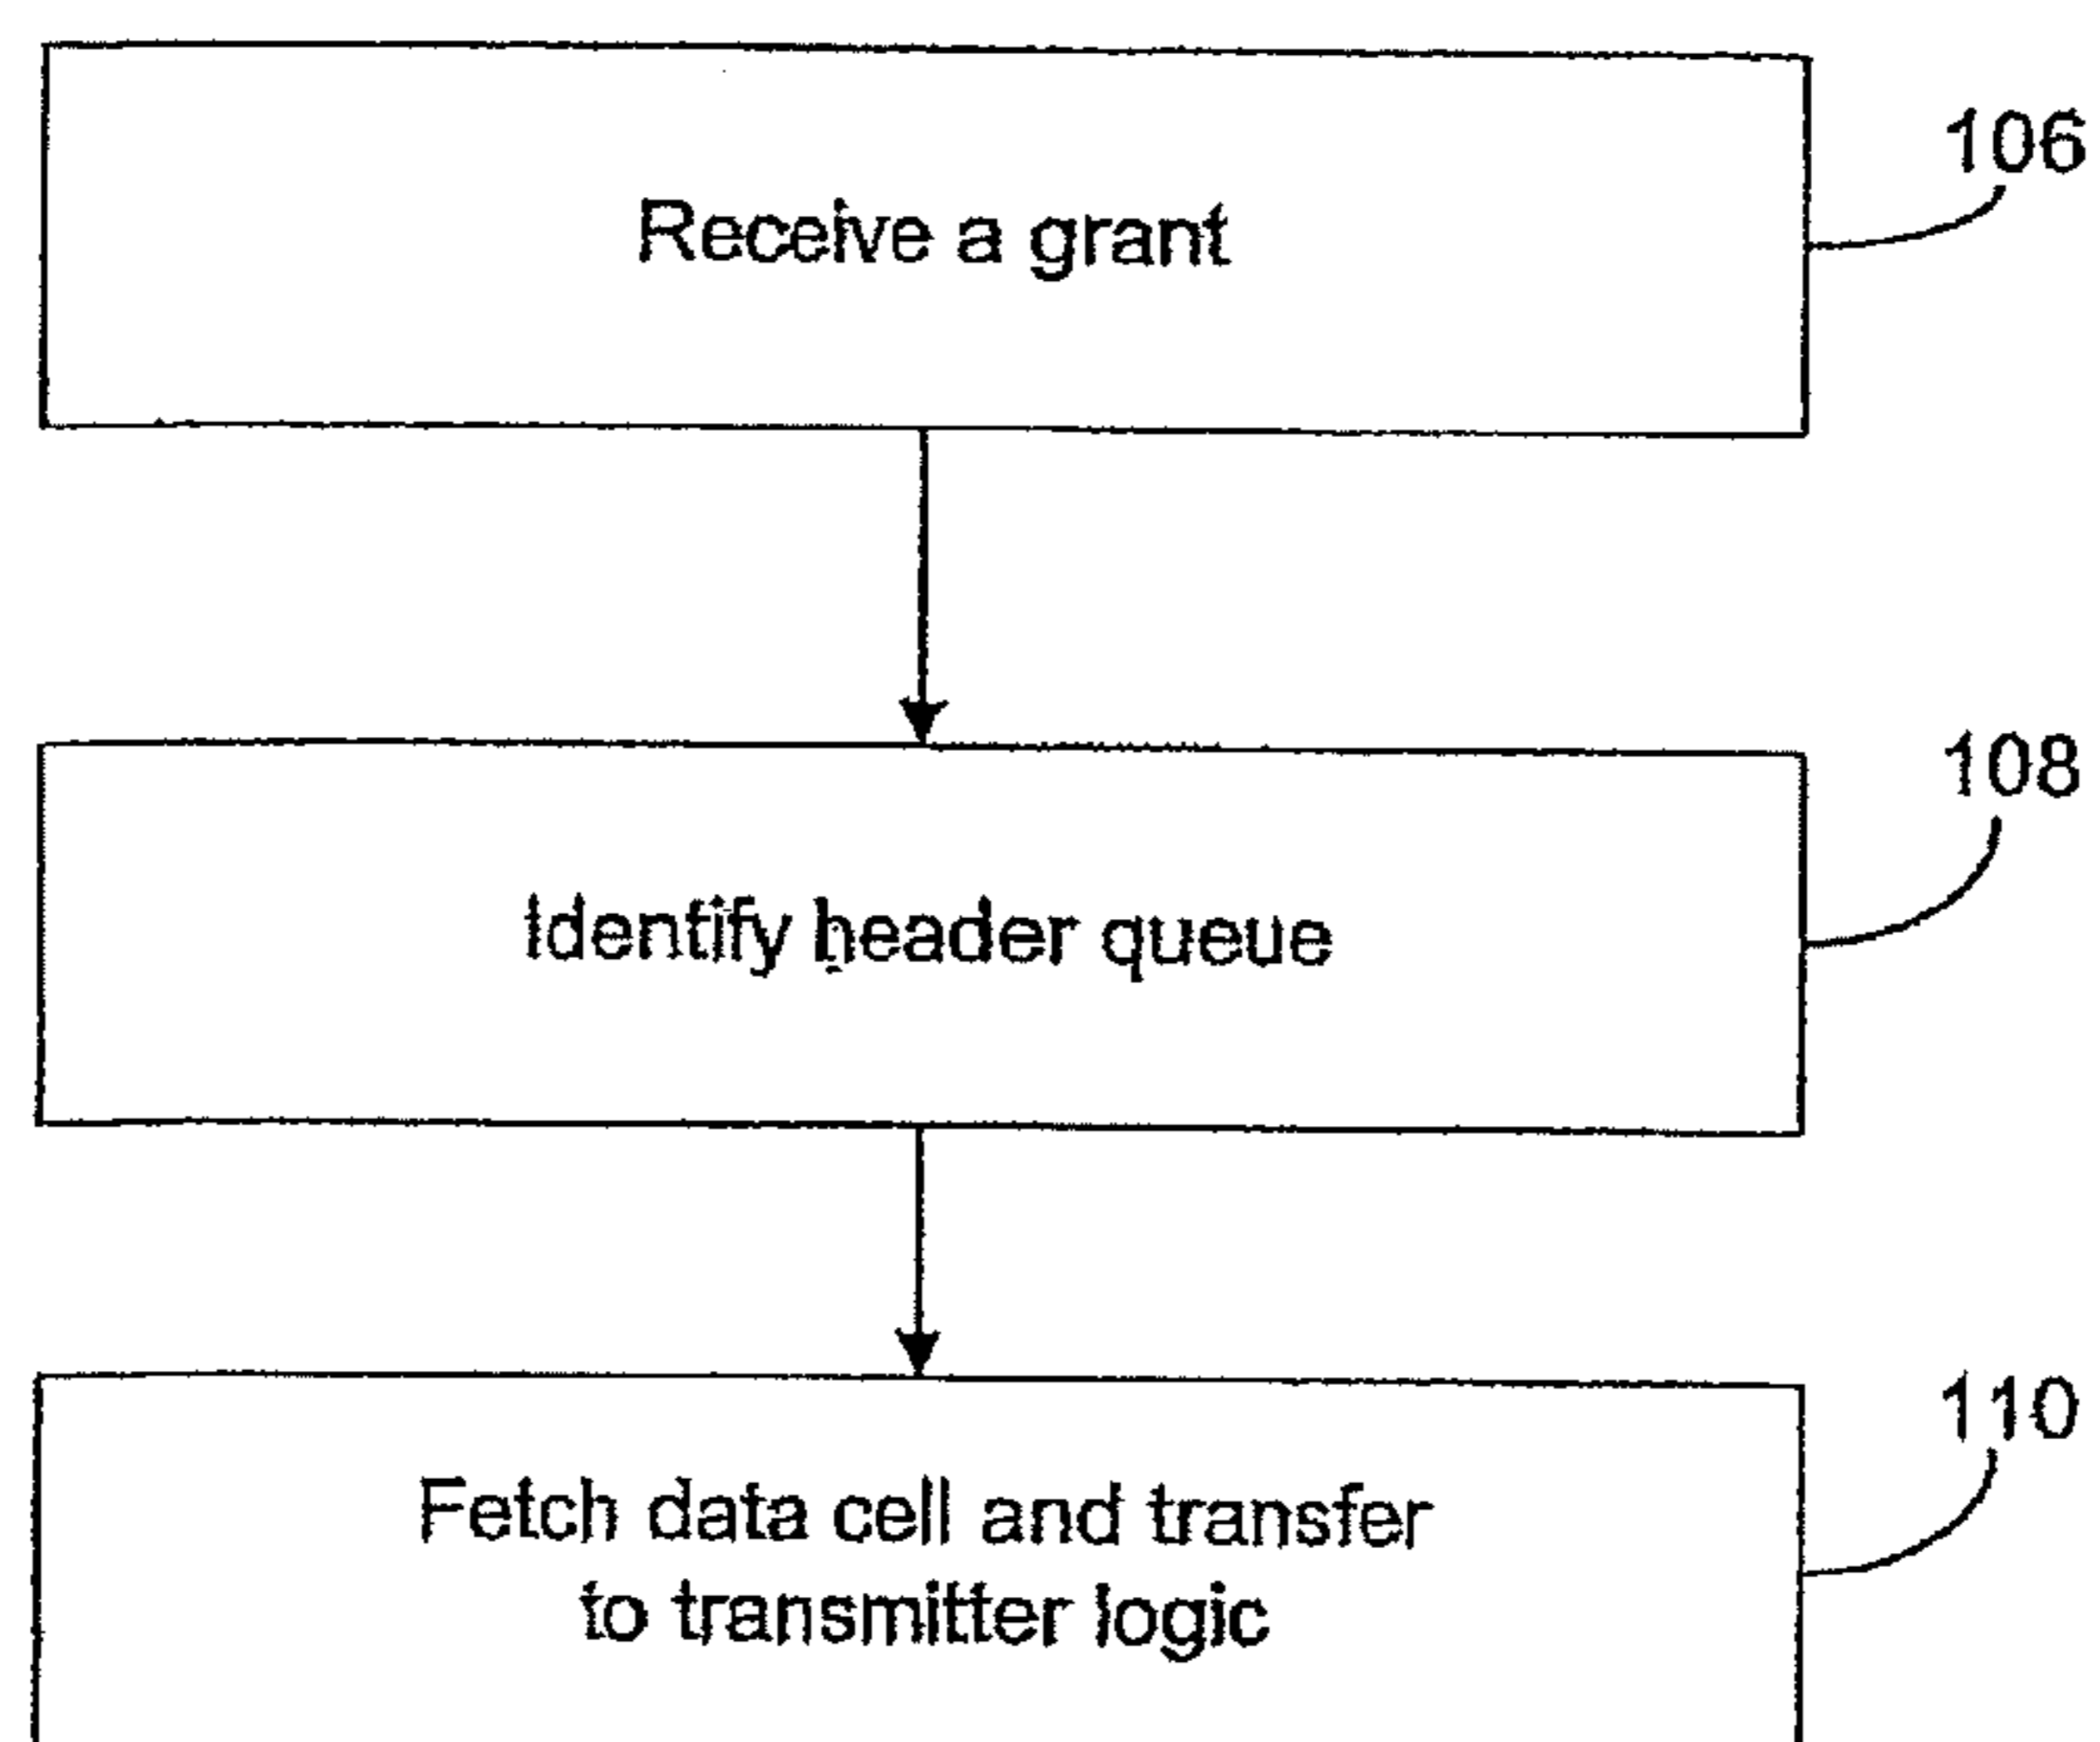 106
Receive a grant
108
Identify header queue
110
Fetch data cell and transfer
to transmitter logic